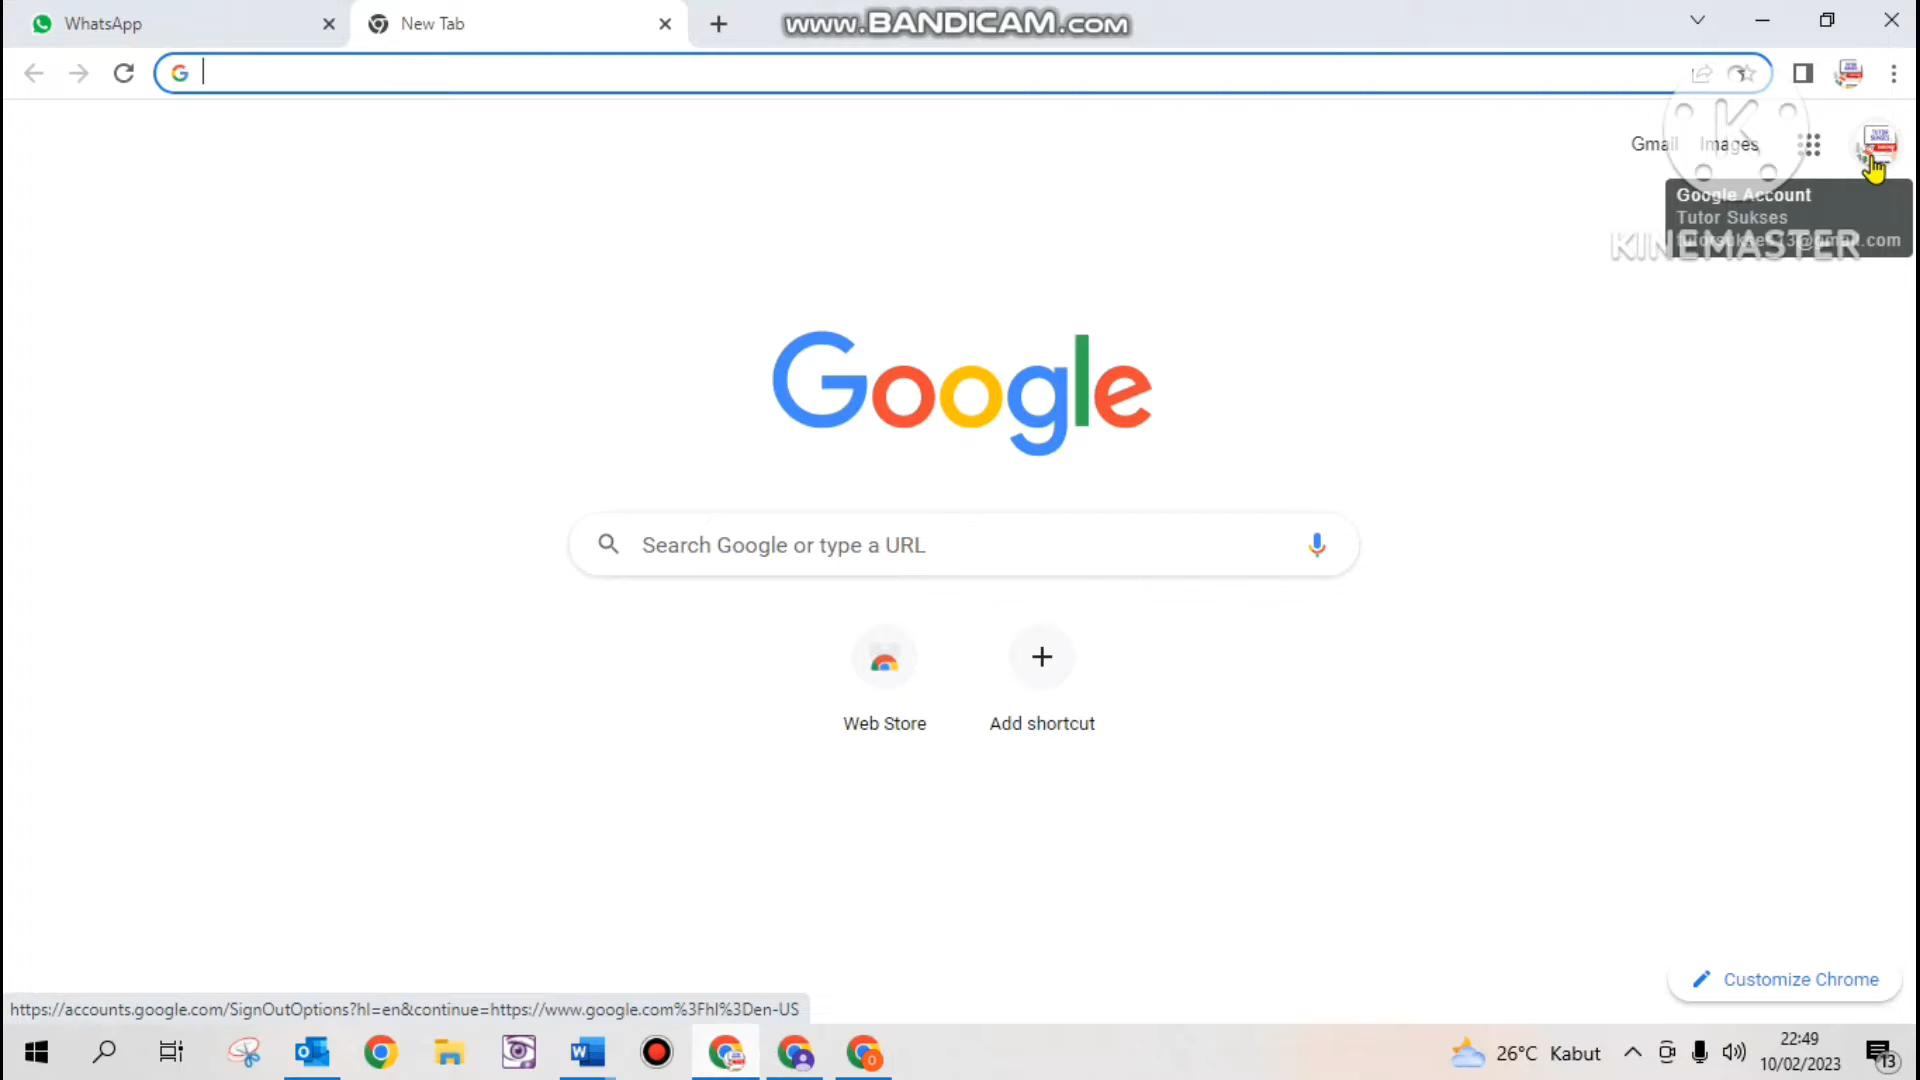 WhatsApp
New Tab
www.BANDICAM.com
Gmail
Images
Google Account
Tutor Sukses
KINEMASTER
Google
Search Google or type a URL
Web Store
Add shortcut
Customize Chrome
https://accounts.google.com/SignOutOptions?hl=en&continue=https://www.google.com%3Fhl%3Den-US
26°C Kabut
22:49
10/02/2023
13